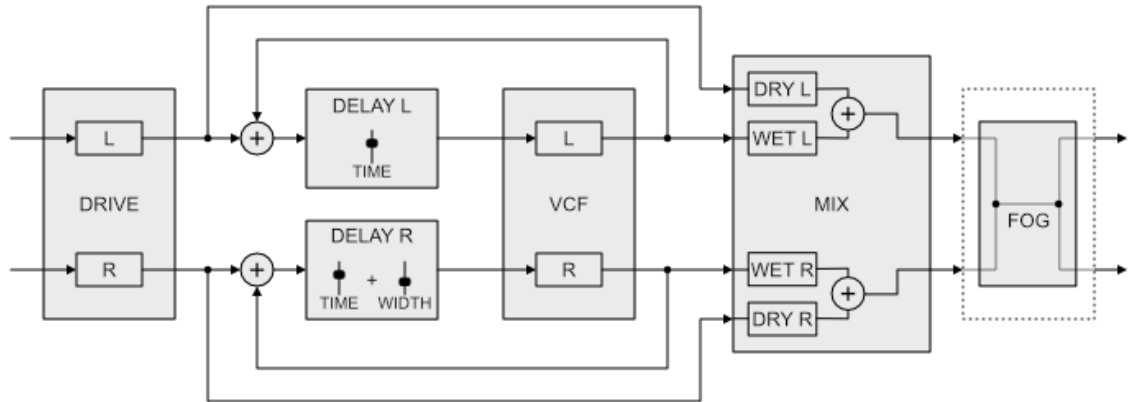 DRIVE
L
R
+
+
DELAY L
TIME
DELAY R
TIME + WIDTH
VCF
L
R
MIX
DRY L
WET L
+
WET R
DRY R
+
FOG